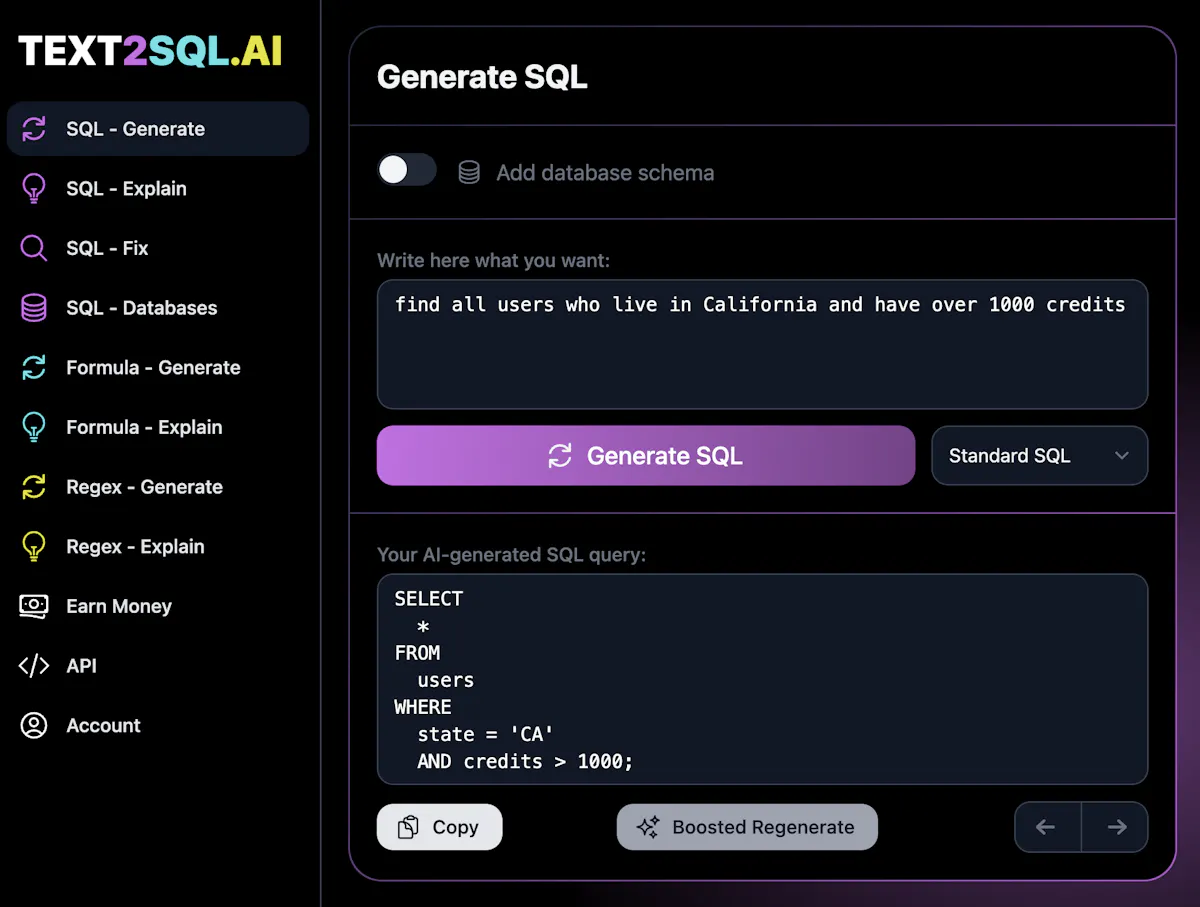 TEXT2SQL.AI
SQL - Generate
SQL - Explain
SQL - Fix
SQL - Databases
Formula - Generate
Formula - Explain
Regex - Generate
Regex - Explain
Earn Money
API
Account
Generate SQL
Add database schema
Write here what you want:
find all users who live in California and have over 1000 credits
Generate SQL
Standard SQL
Your AI-generated SQL query:
SELECT
*
FROM
users
WHERE
state = 'CA'
AND credits > 1000;
Copy
Boosted Regenerate